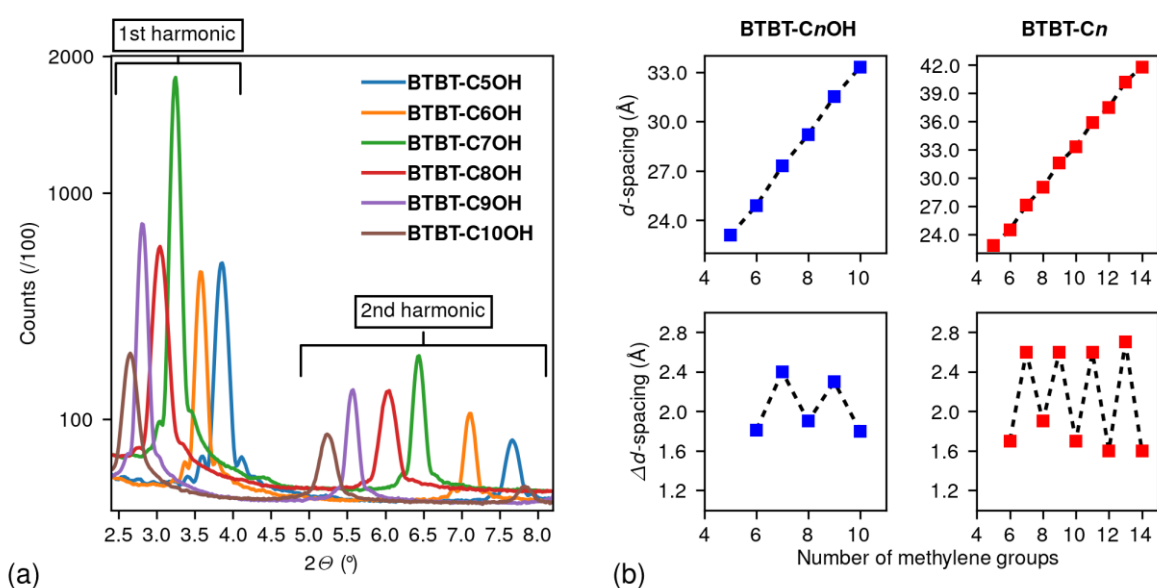 1st harmonic
2000
1000
100
Counts (/100)
BTBT-C5OH
BTBT-C6OH
BTBT-C7OH
BTBT-C8OH
BTBT-C9OH
BTBT-C10OH
2nd harmonic
2.5 3.0 3.5 4.0 4.5 5.0 5.5 6.0 6.5 7.0 7.5 8.0
2Θ (º)
(a)
BTBT-CnOH
33.0
30.0
27.0
24.0
d-spacing (Å)
4 6 8 10
BTBT-Cn
42.0
39.0
36.0
33.0
30.0
27.0
24.0
4 6 8 10 12 14
2.8
2.4
2.0
1.6
1.2
Δd-spacing (Å)
4 6 8 10
2.8
2.4
2.0
1.6
1.2
4 6 8 10 12 14
Number of methylene groups
(b)